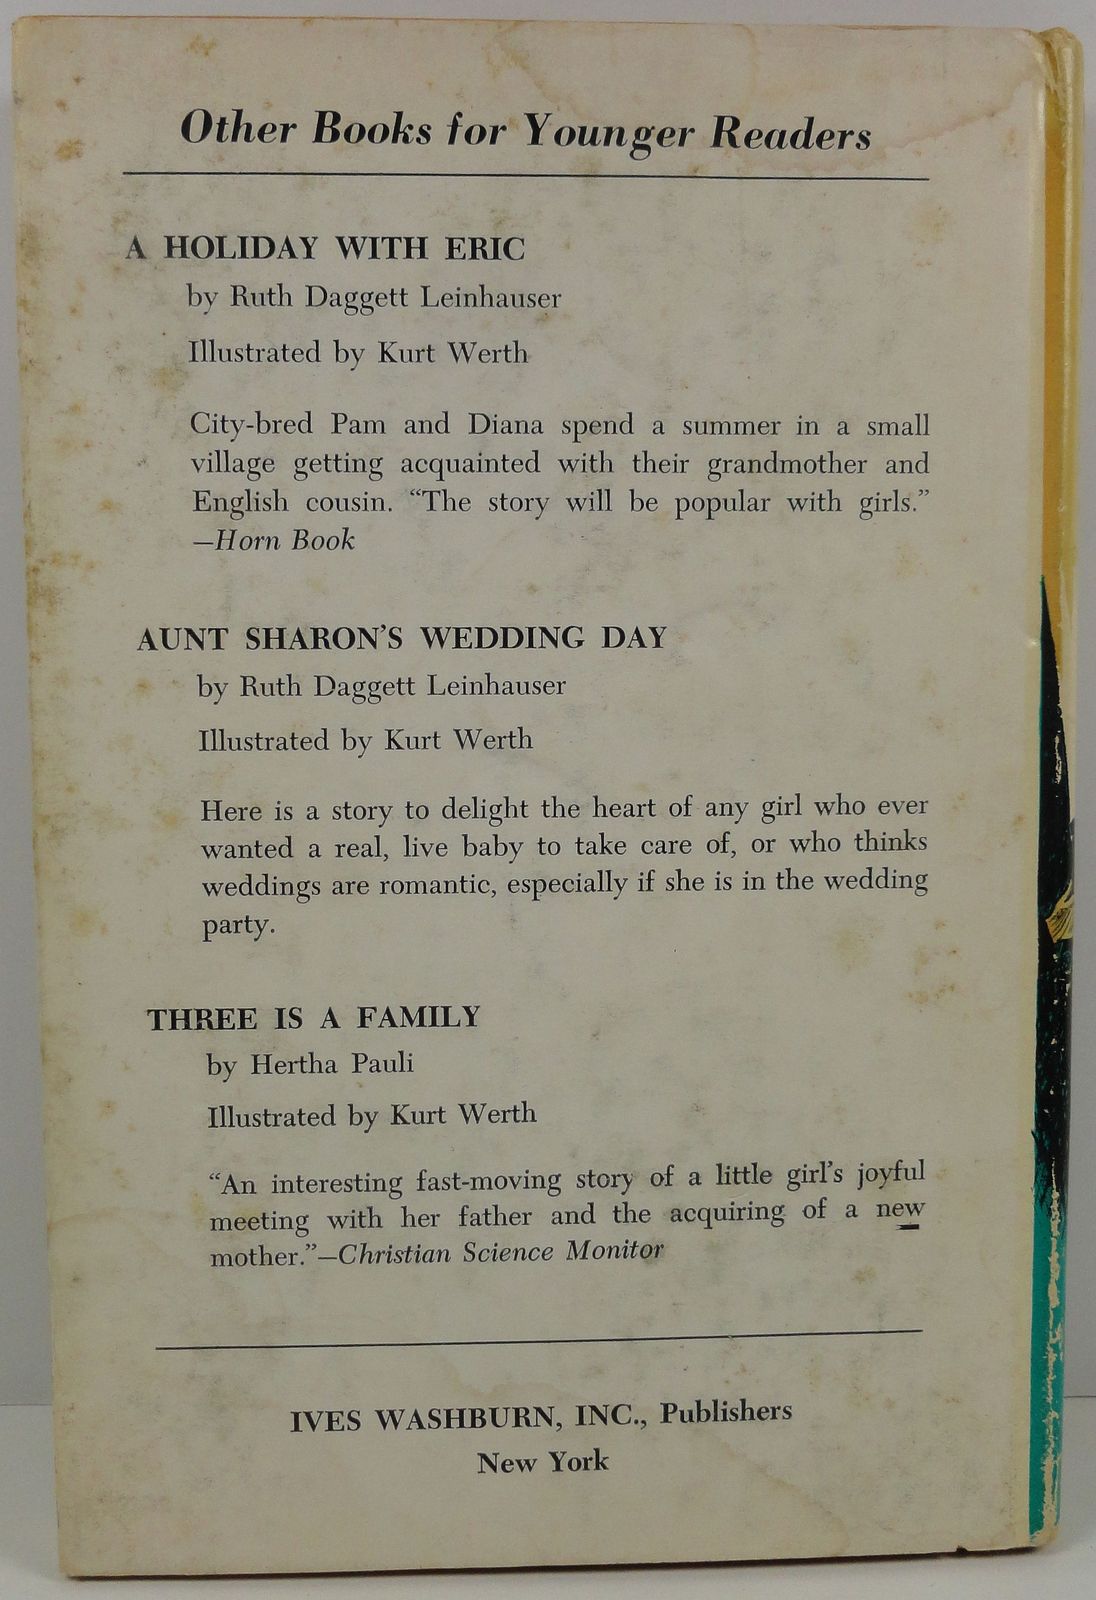 Other Books for Younger Readers
A HOLIDAY WITH ERIC
by Ruth Daggett Leinhauser
Illustrated by Kurt Werth
City-bred Pam and Diana spend a summer in a small
village getting acquainted with their grandmother and
English cousin. “The story will be popular with girls.”
—Horn Book
AUNT SHARON’S WEDDING DAY
by Ruth Daggett Leinhauser
Illustrated by Kurt Werth
Here is a story to delight the heart of any girl who ever
wanted a real, live baby to take care of, or who thinks
weddings are romantic, especially if she is in the wedding
party.
THREE IS A FAMILY
by Hertha Pauli
Illustrated by Kurt Werth
“An interesting fast-moving story of a little girl’s joyful
meeting with her father and the acquiring of a new
mother.”—Christian Science Monitor
IVES WASHBURN, INC., Publishers
New York